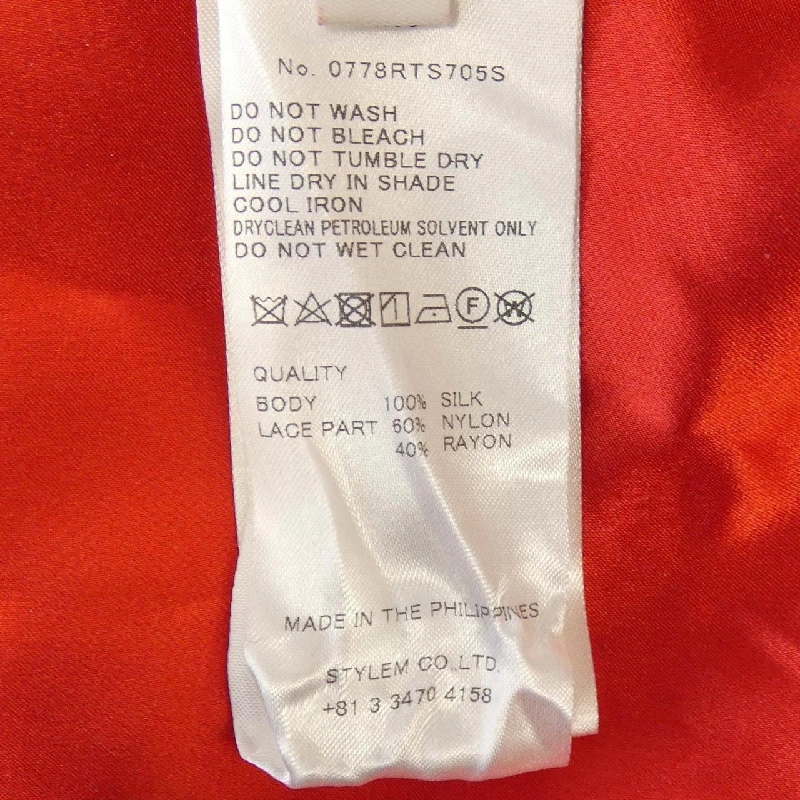 No. 0778RTS705S
DO NOT WASH
DO NOT BLEACH
DO NOT TUMBLE DRY
LINE DRY IN SHADE
COOL IRON
DRYCLEAN PETROLEUM SOLVENT ONLY
DO NOT WET CLEAN
F W
QUALITY
BODY 100% SILK
LACE PART 60% NYLON
40% RAYON
MADE IN THE PHILIPPINES
STYLEM CO.,LTD.
+81 3 3470 4158